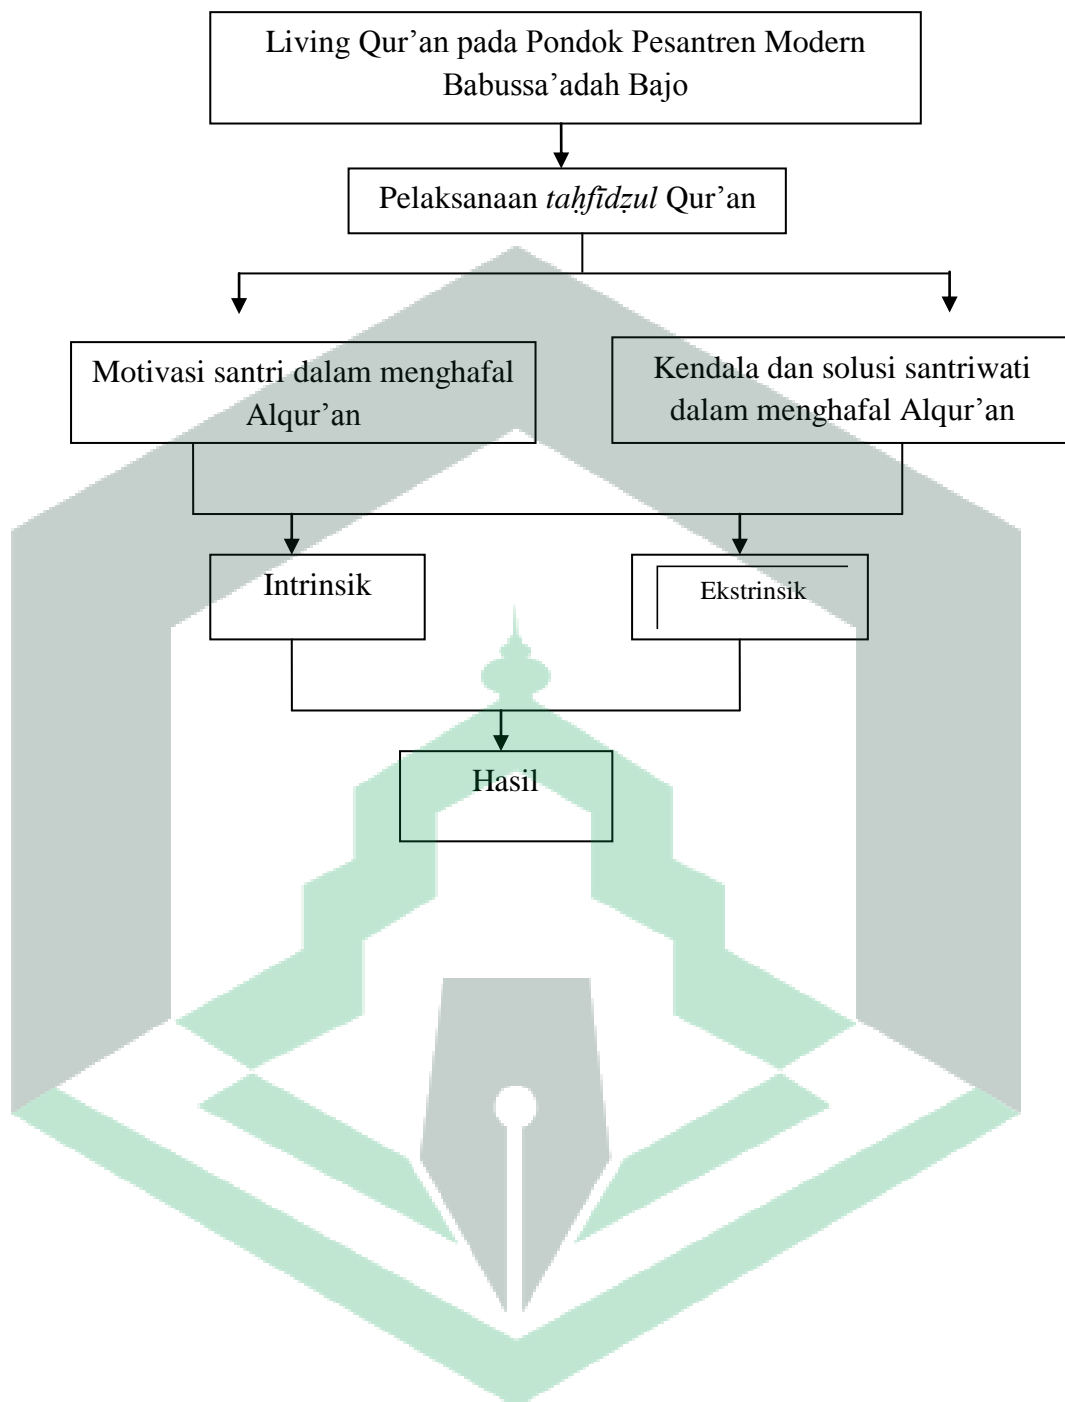 Living Qur’an pada Pondok Pesantren Modern
Babussa’adah Bajo
Pelaksanaan taḥfīdẓul Qur’an
Motivasi santri dalam menghafal
Alqur’an
Kendala dan solusi santriwati
dalam menghafal Alqur’an
Intrinsik
Ekstrinsik
Hasil